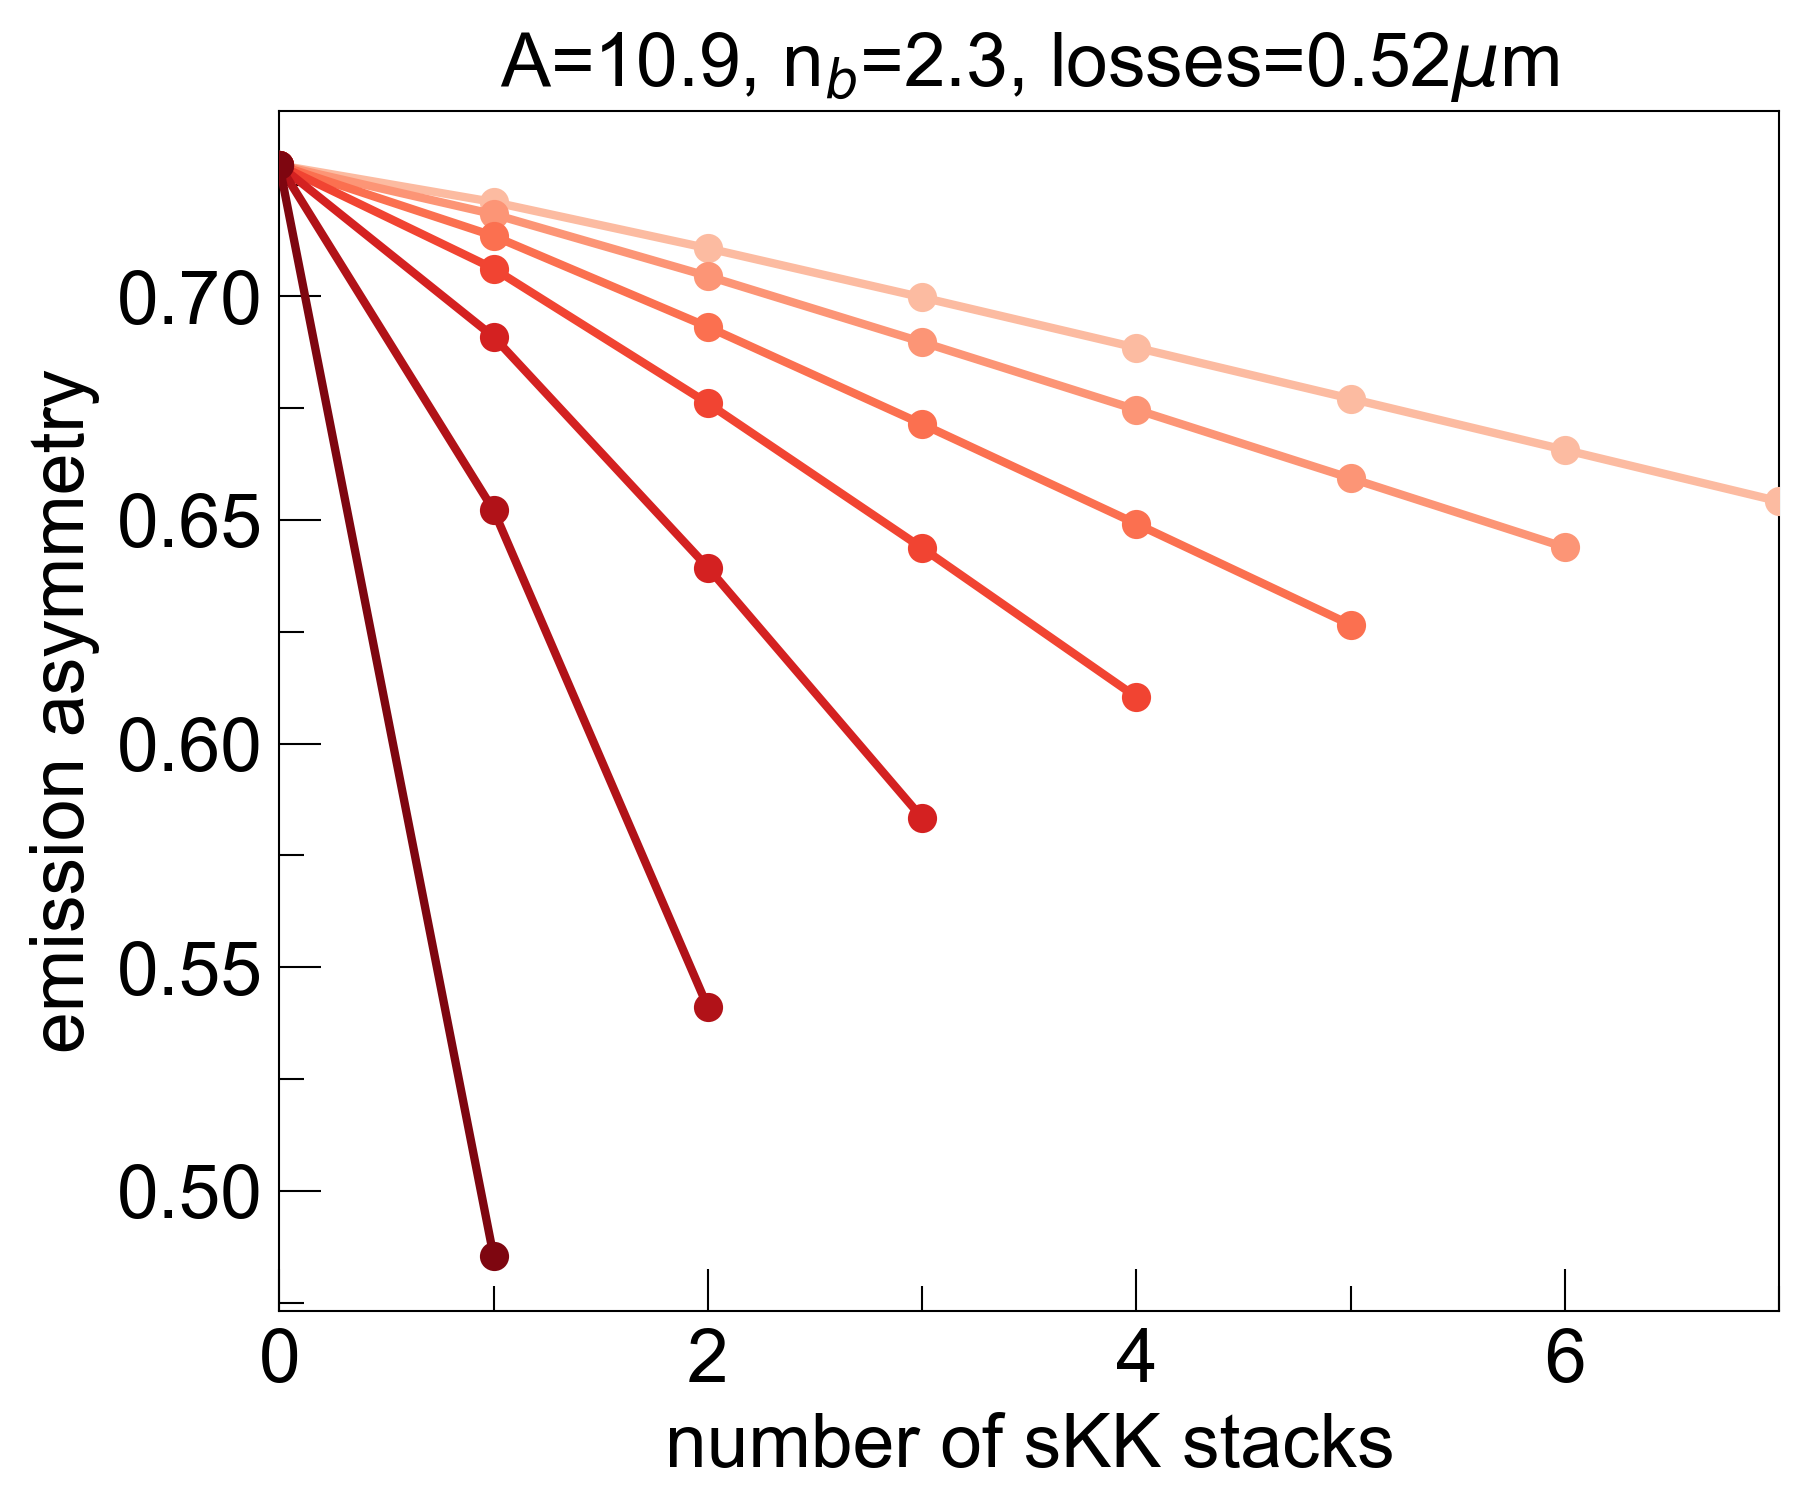 A=10.9, n_b=2.3, losses=0.52μm
emission asymmetry
0.70
0.65
0.60
0.55
0.50
0 2 4 6
number of sKK stacks